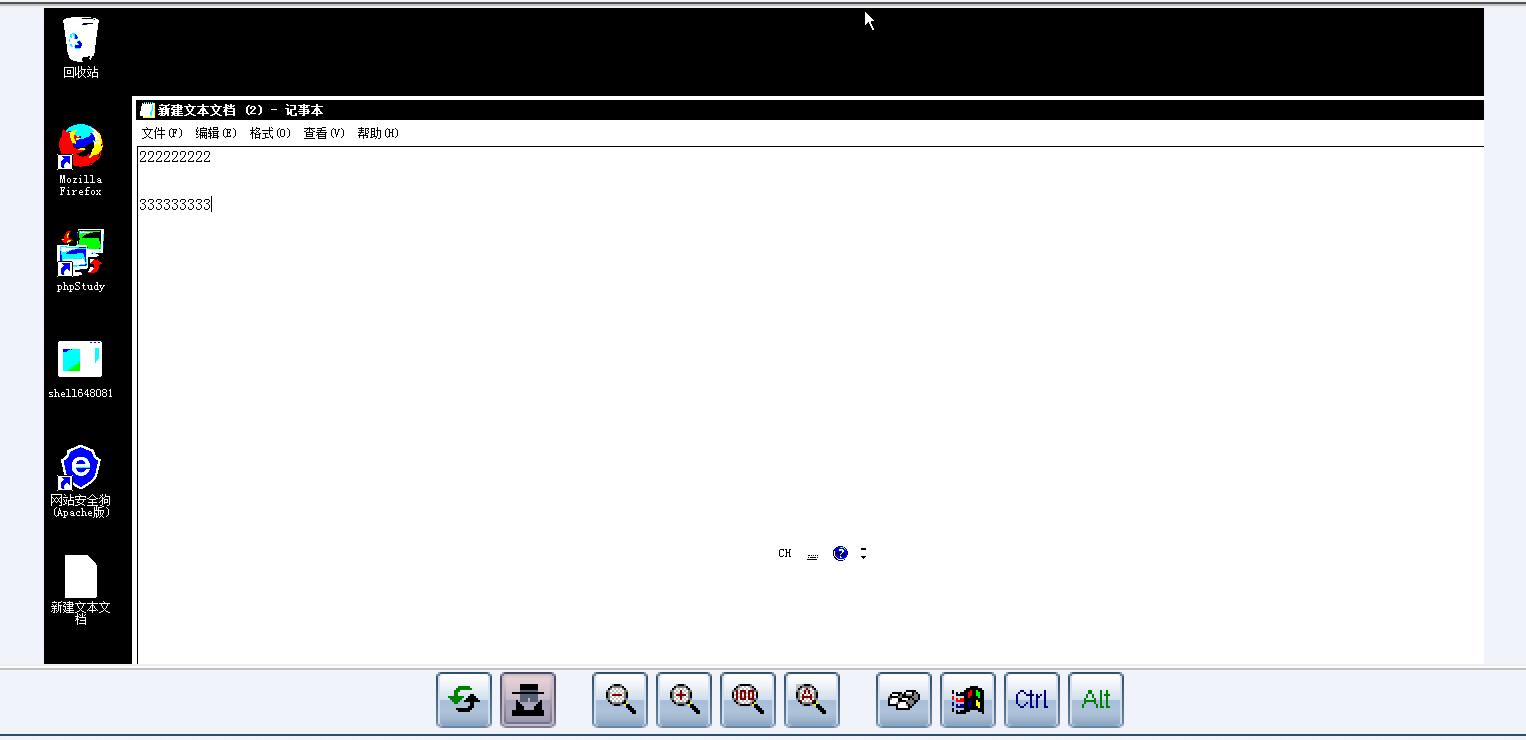 回收站
新建文本文档 (2) - 记事本
文件(F) 编辑(E) 格式(O) 查看(V) 帮助(H)
222222222
333333333
Mozilla
Firefox
phpStudy
shell648081
网站安全狗
(Apache版)
新建文本文
档
CH
100
A
Ctrl
Alt